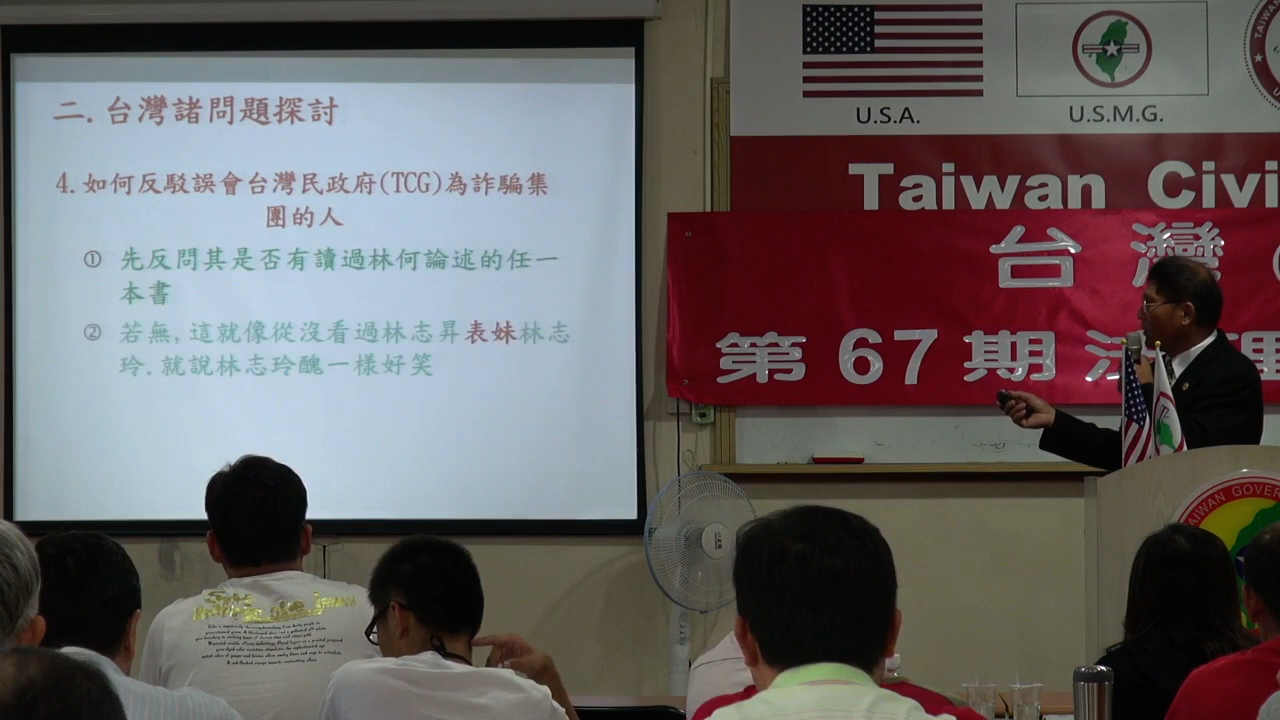 二. 台灣諸問題探討
4. 如何反駁誤會台灣民政府(TCG)為詐騙集
團的人
① 先反問其是否有讀過林何論述的任一
本書
② 若無, 這就像從沒看過林志昇表妹林志
玲, 就說林志玲醜一樣好笑
U.S.A.
U.S.M.G.
Taiwan Civi
台灣
第67期法理